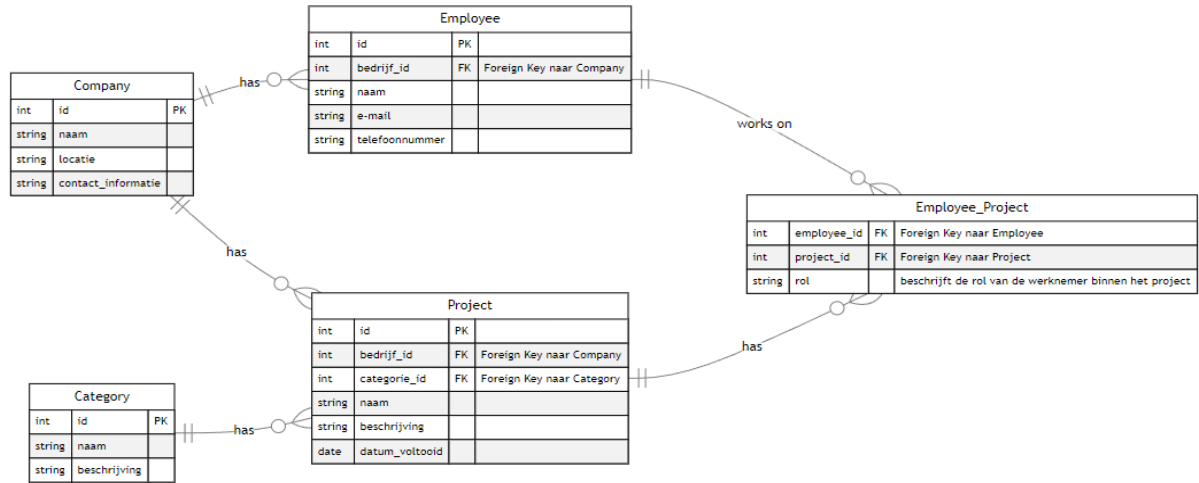 Employee
int id PK
int bedrijf_id FK Foreign Key naar Company
string naam
string e-mail
string telefoonnummer
has
Company
int id PK
string naam
string locatie
string contact_informatie
works on
Employee_Project
int employee_id FK Foreign Key naar Employee
int project_id FK Foreign Key naar Project
string rol beschrijft de rol van de werknemer binnen het project
has
Project
int id PK
int bedrijf_id FK Foreign Key naar Company
int categorie_id FK Foreign Key naar Category
string naam
string beschrijving
date datum_voltooid
has
Category
int id PK
string naam
string beschrijving
has